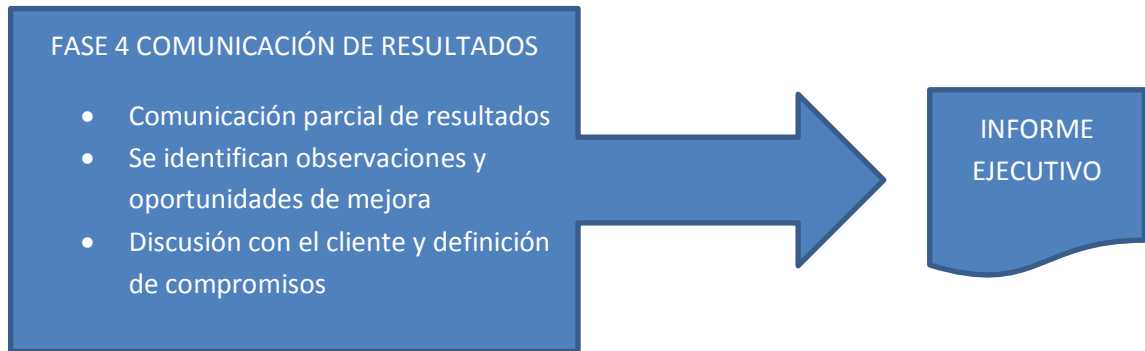 FASE 4 COMUNICACIÓN DE RESULTADOS
• Comunicación parcial de resultados
• Se identifican observaciones y
oportunidades de mejora
• Discusión con el cliente y definición
de compromisos
INFORME
EJECUTIVO